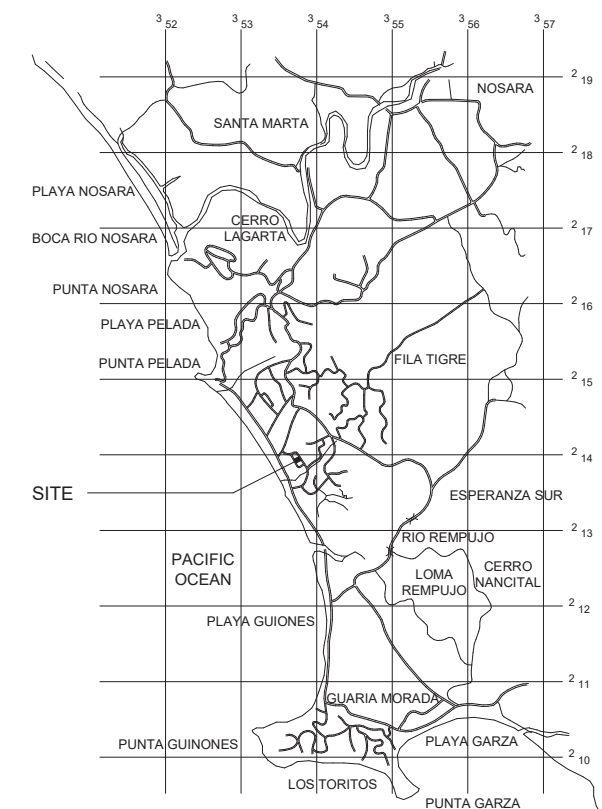 3 52
3 53
3 54
3 55
3 56
3 57
2 19
NOSARA
SANTA MARTA
2 18
PLAYA NOSARA
CERRO
LAGARTA
2 17
BOCA RIO NOSARA
PUNTA NOSARA
2 16
PLAYA PELADA
PUNTA PELADA
FILA TIGRE
2 15
2 14
SITE
ESPERANZA SUR
2 13
RIO REMPUJO
PACIFIC
OCEAN
LOMA
REMPUJO
CERRO
NANCITAL
2 12
PLAYA GUIONES
2 11
GUARIA MORADA
PUNTA GUINONES
PLAYA GARZA
2 10
LOS TORITOS
PUNTA GARZA